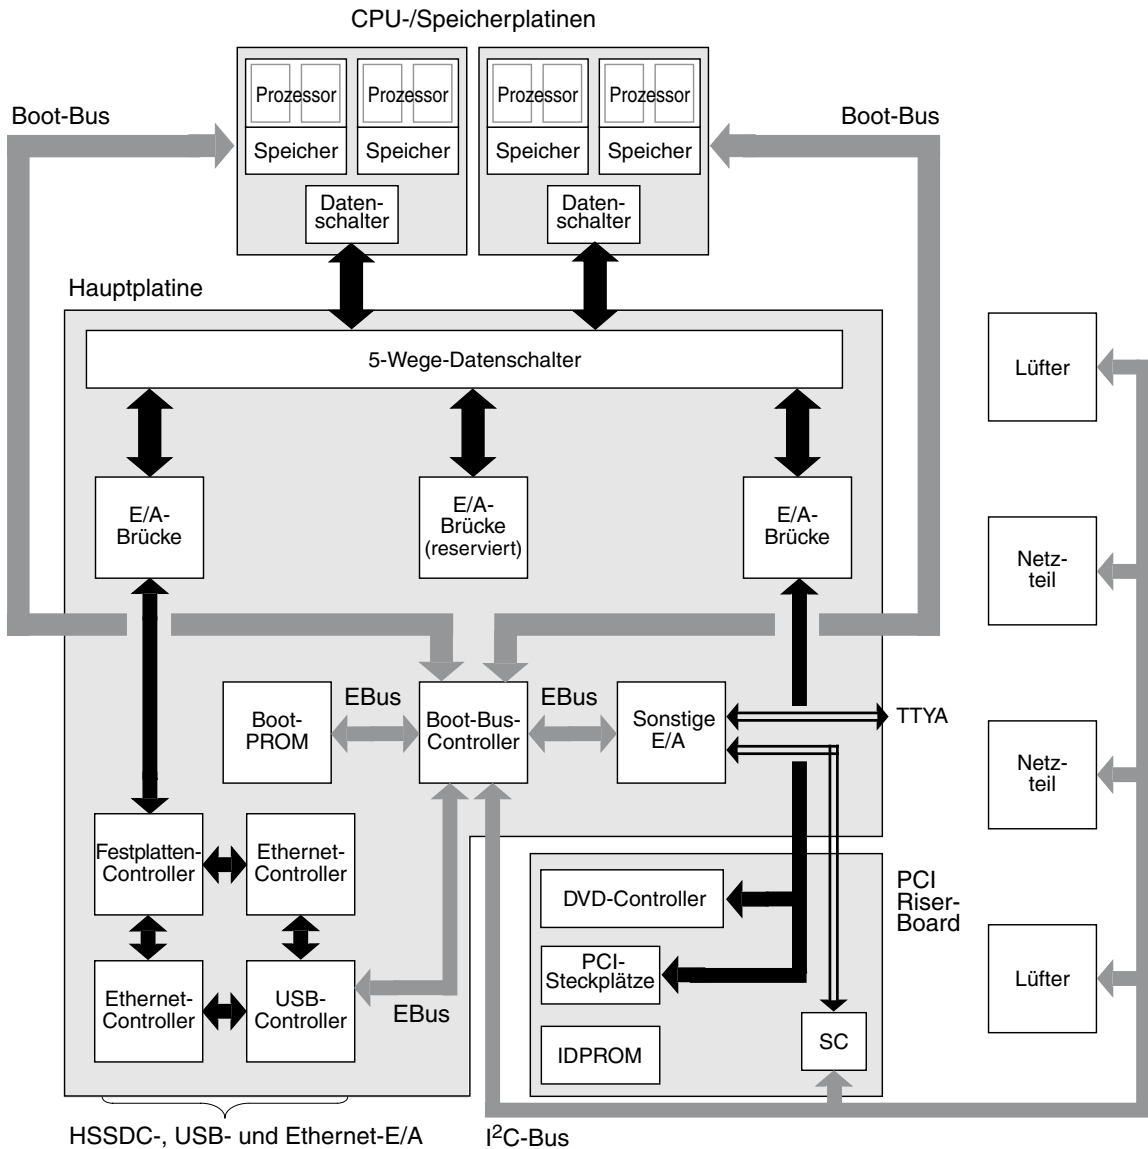 CPU-/Speicherplatinen
Boot-Bus
Boot-Bus
Prozessor
Prozessor
Prozessor
Prozessor
Speicher
Speicher
Speicher
Speicher
Daten-
schalter
Daten-
schalter
Hauptplatine
5-Wege-Datenschalter
Lüfter
E/A-
Brücke
E/A-
Brücke
(reserviert)
E/A-
Brücke
Netz-
teil
Boot-
PROM
EBus
Boot-Bus-
Controller
EBus
Sonstige
E/A
TTYA
Netz-
teil
Festplatten-
Controller
Ethernet-
Controller
DVD-Controller
PCI
Riser-
Board
PCI-
Steckplätze
Lüfter
Ethernet-
Controller
USB-
Controller
EBus
IDPROM
SC
HSSDC-, USB- und Ethernet-E/A
I²C-Bus